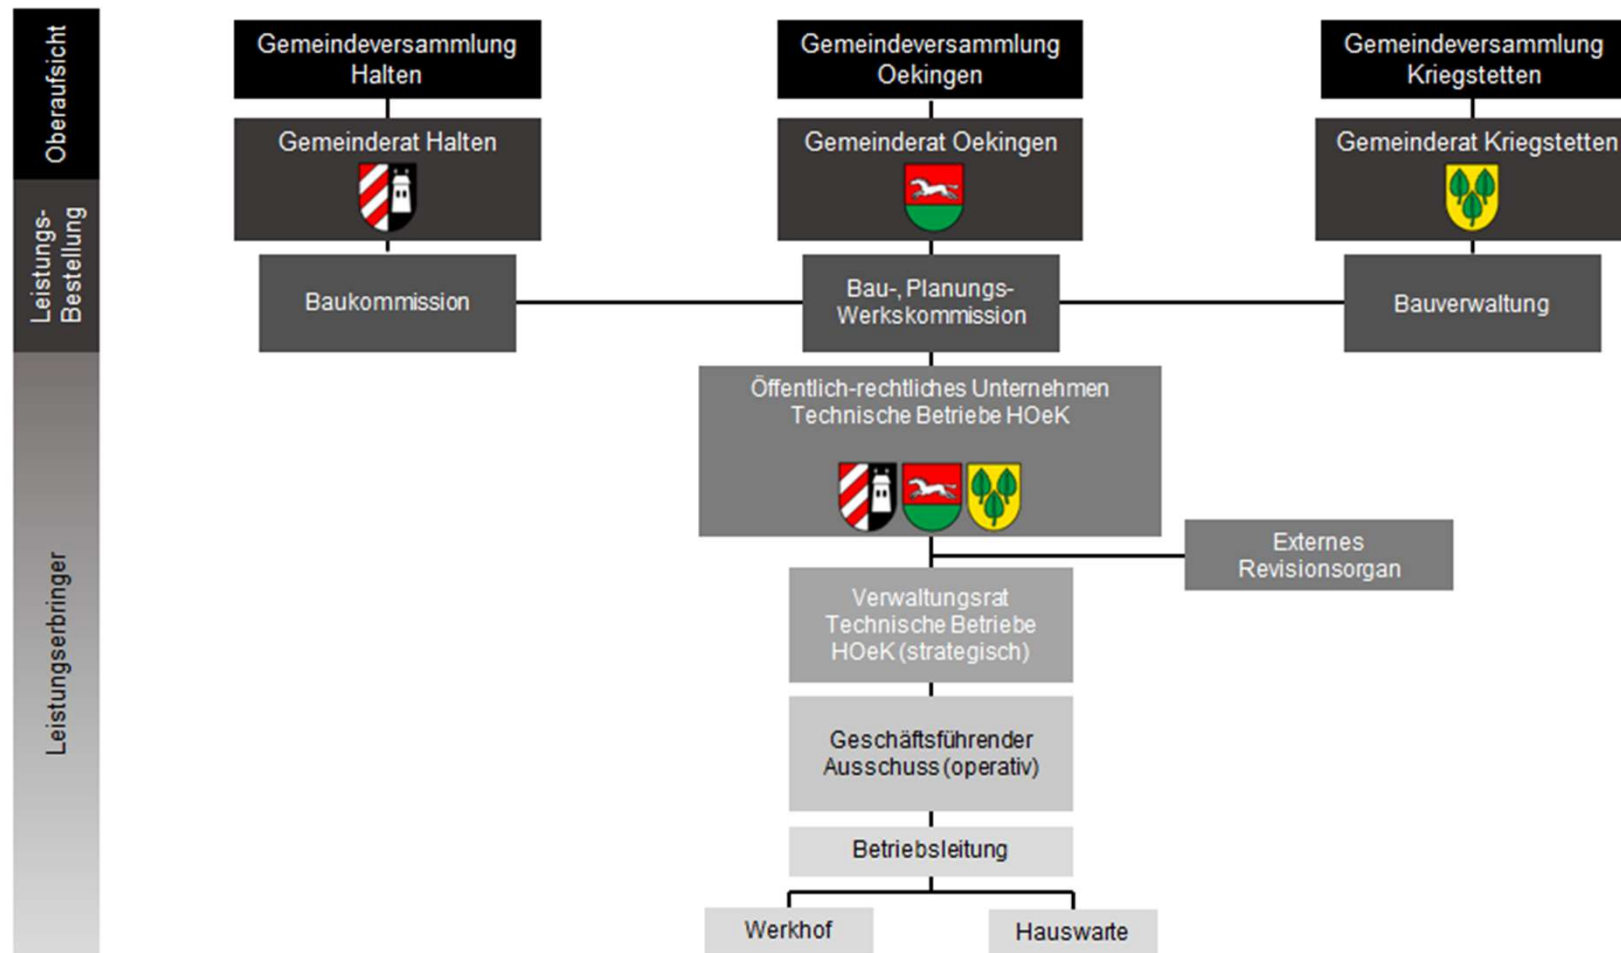 Oberaufsicht
Leistungs-
Bestellung
Leistungserbringer
Gemeindeversammlung
Halten
Gemeindeversammlung
Oekingen
Gemeindeversammlung
Kriegstetten
Gemeinderat Halten
Gemeinderat Oekingen
Gemeinderat Kriegstetten
Baukommission
Bau-, Planungs-
Werkskommission
Bauverwaltung
Öffentlich-rechtliches Unternehmen
Technische Betriebe HOeK
Externes
Revisionsorgan
Verwaltungsrat
Technische Betriebe
HOeK (strategisch)
Geschäftsführender
Ausschuss (operativ)
Betriebsleitung
Werkhof
Hauswarte